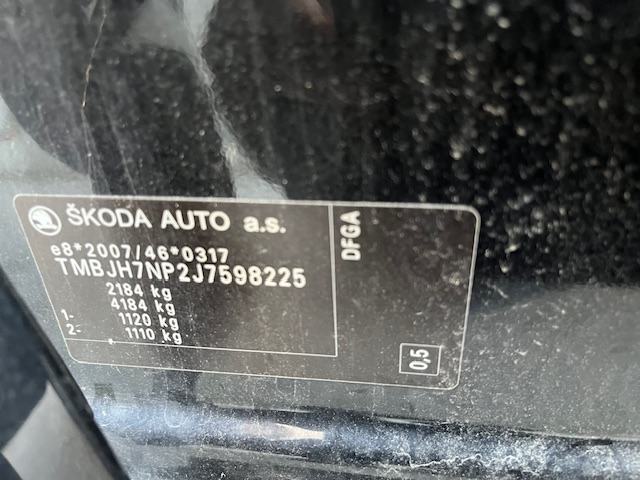 ŠKODA AUTO a.s.
e8*2007/46*0317
TMBJH7NP2J7598225
2184 kg
4184 kg
1- 1120 kg
2- 1110 kg
DFGA
0,5